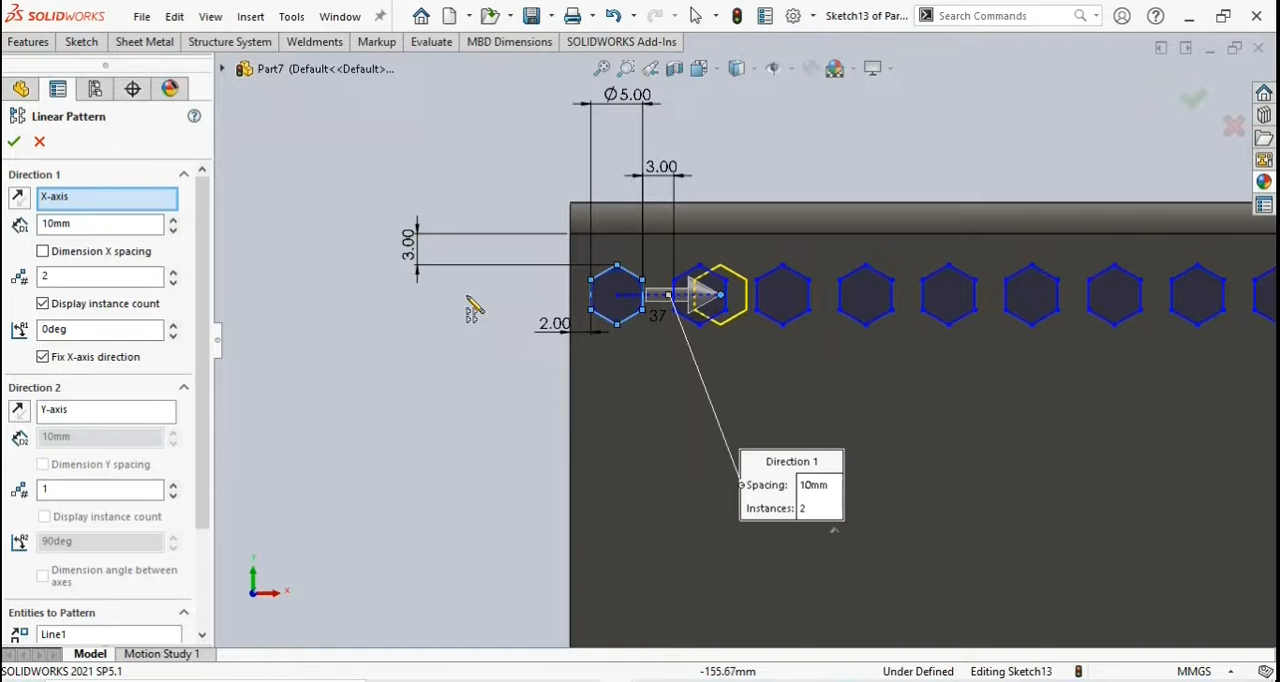 SOLIDWORKS File Edit View Insert Tools Window Sketch13 of Par... Search Commands
Features Sketch Sheet Metal Structure System Weldments Markup Evaluate MBD Dimensions SOLIDWORKS Add-Ins
Part7 (Default<<Default>...
Linear Pattern
Direction 1
X-axis
10mm
Dimension X spacing
2
Display instance count
0deg
Fix X-axis direction
Direction 2
Y-axis
10mm
Dimension Y spacing
1
Display instance count
90deg
Dimension angle between
axes
Entities to Pattern
Line1
Ø5.00
3.00
3.00
2.00
37
Direction 1
Spacing: 10mm
Instances: 2
Y
X
Model Motion Study 1
SOLIDWORKS 2021 SP5.1 -155.67mm Under Defined Editing Sketch13 MMGS